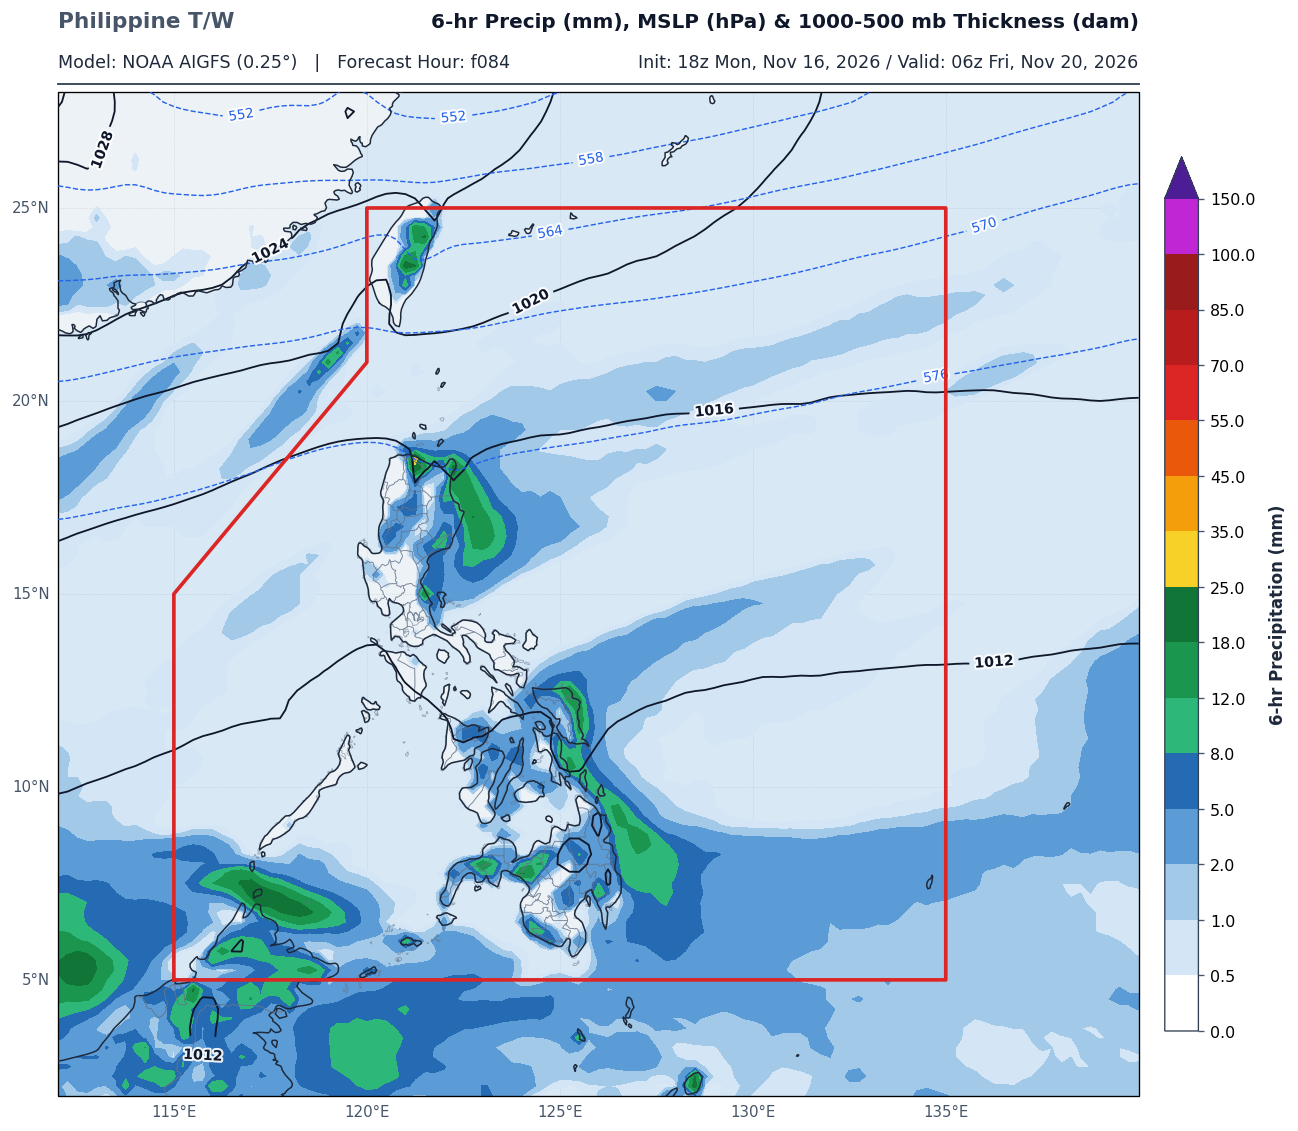 Philippine T/W
6-hr Precip (mm), MSLP (hPa) & 1000-500 mb Thickness (dam)
Model: NOAA AIGFS (0.25°)   |   Forecast Hour: f084
Init: 18z Mon, Nov 16, 2026 / Valid: 06z Fri, Nov 20, 2026
552
552
1028
558
25°N
570
564
1024
1020
576
20°N
1016
15°N
1012
10°N
5°N
1012
115°E
120°E
125°E
130°E
135°E
150.0
100.0
85.0
70.0
55.0
45.0
35.0
25.0
18.0
12.0
8.0
5.0
2.0
1.0
0.5
0.0
6-hr Precipitation (mm)